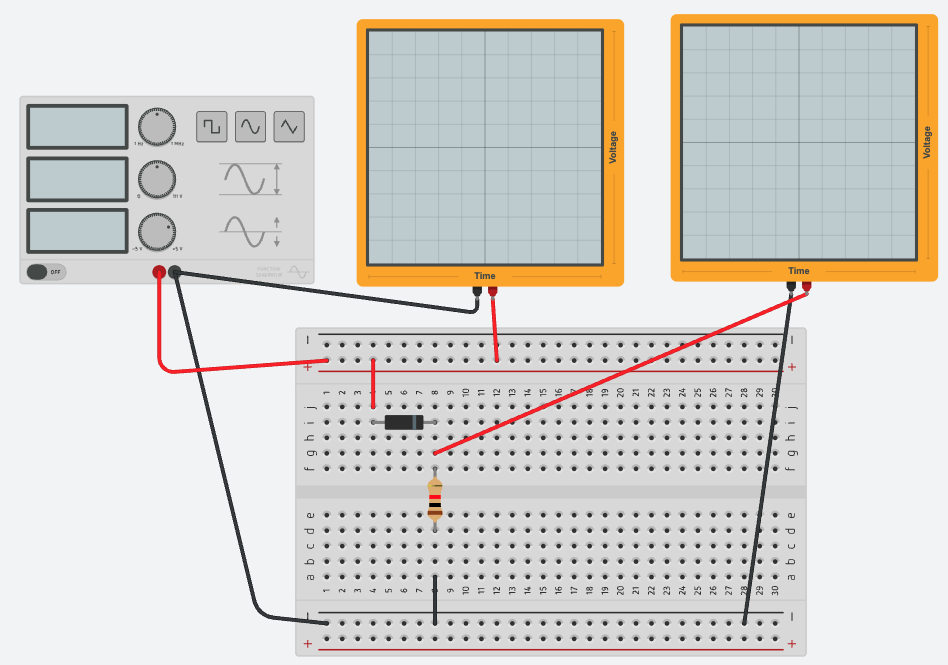 1 Hz
1 MHz
0
10 V
-5 V
+5 V
OFF
FUNCTION
GENERATOR
Voltage
Time
Voltage
Time
−
−
+
+
1 2 3 4 5 6 7 8 9 10 11 12 13 14 15 16 17 18 19 20 21 22 23 24 25 26 27 28 29 30
j j
i i
h h
g g
f f
e e
d d
c c
b b
a a
1 2 3 4 5 6 7 8 9 10 11 12 13 14 15 16 17 18 19 20 21 22 23 24 25 26 27 28 29 30
−
−
+
+